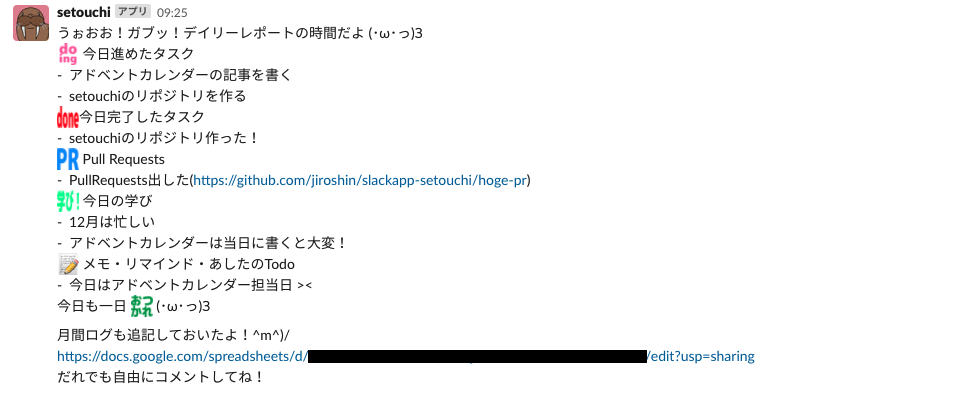 setouchi アプリ 09:25
うぉおお！ガブッ！デイリーレポートの時間だよ (･ω･っ)3
doing 今日進めたタスク
- アドベントカレンダーの記事を書く
- setouchiのリポジトリを作る
done今日完了したタスク
- setouchiのリポジトリ作った！
PR Pull Requests
- PullRequests出した(https://github.com/jiroshin/slackapp-setouchi/hoge-pr)
学び！今日の学び
- 12月は忙しい
- アドベントカレンダーは当日に書くと大変！
メモ・リマインド・あしたのTodo
- 今日はアドベントカレンダー担当日 ><
今日も一日 おつかれ (･ω･っ)3
月間ログも追記しておいたよ！^m^)/
https://docs.google.com/spreadsheets/d/ /edit?usp=sharing
だれでも自由にコメントしてね！